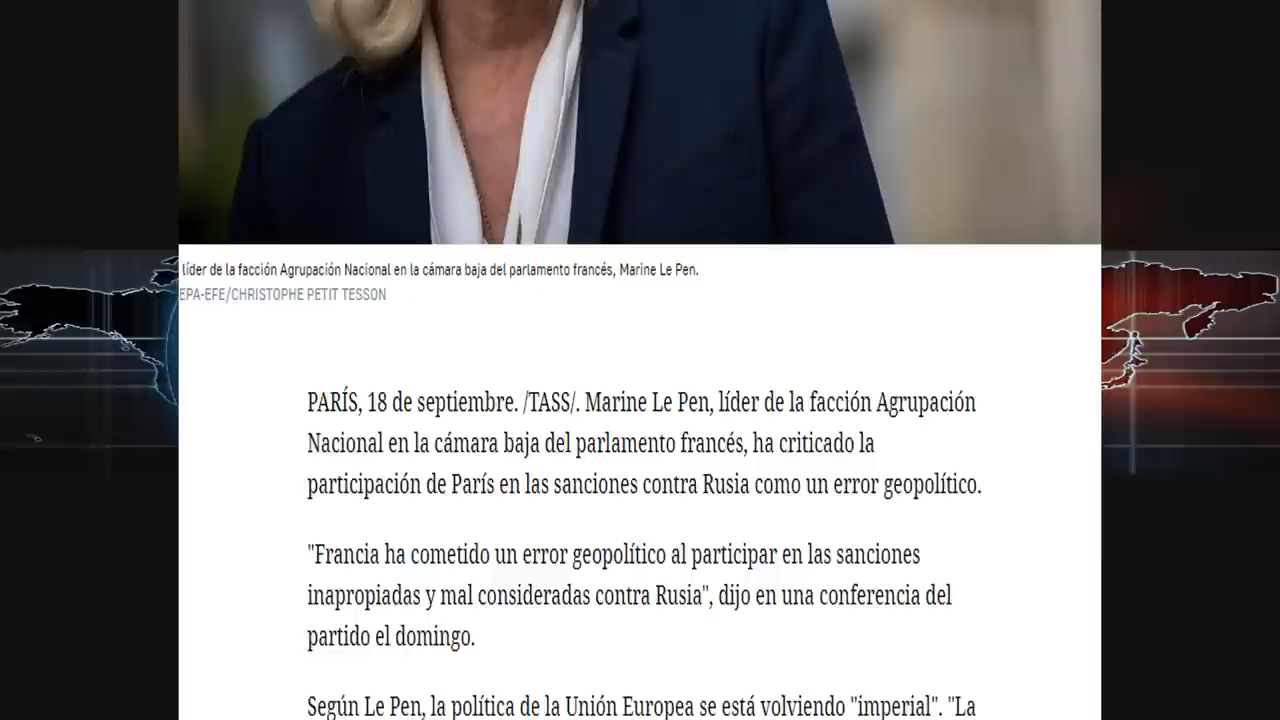 líder de la facción Agrupación Nacional en la cámara baja del parlamento francés, Marine Le Pen.
EPA-EFE/CHRISTOPHE PETIT TESSON
PARÍS, 18 de septiembre. /TASS/. Marine Le Pen, líder de la facción Agrupación
Nacional en la cámara baja del parlamento francés, ha criticado la
participación de París en las sanciones contra Rusia como un error geopolítico.
"Francia ha cometido un error geopolítico al participar en las sanciones
inapropiadas y mal consideradas contra Rusia", dijo en una conferencia del
partido el domingo.
Según Le Pen, la política de la Unión Europea se está volviendo "imperial". "La